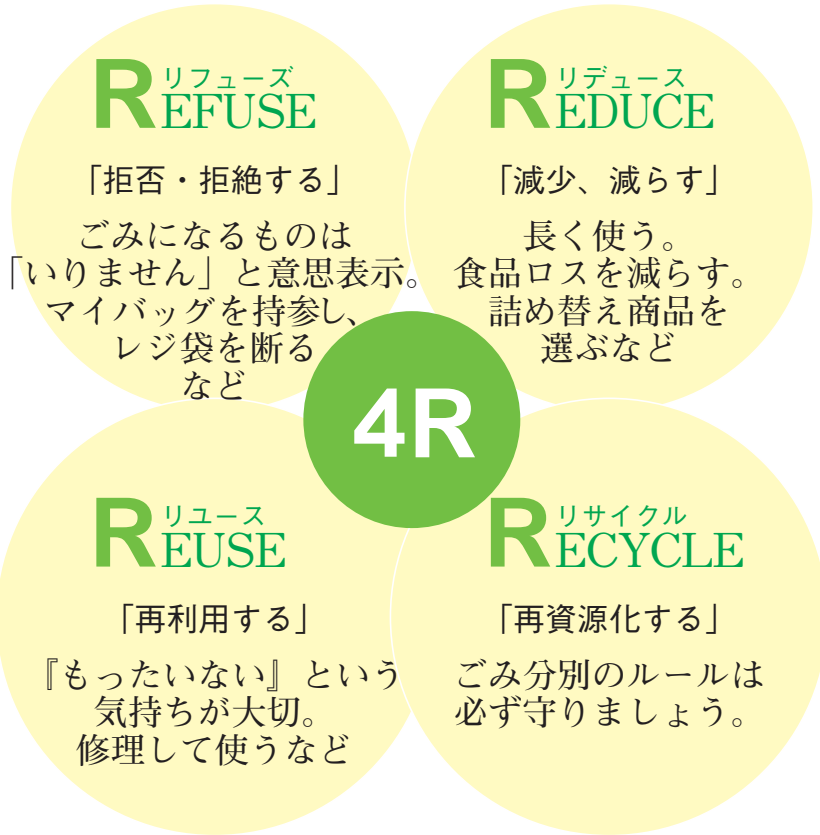 リフューズ
REFUSE
「拒否・拒絶する」
ごみになるものは
「いりません」と意思表示。
マイバッグを持参し、
レジ袋を断る
など
リデュース
REDUCE
「減少、減らす」
長く使う。
食品ロスを減らす。
詰め替え商品を
選ぶなど
4R
リユース
REUSE
「再利用する」
『もったいない』という
気持ちが大切。
修理して使うなど
リサイクル
RECYCLE
「再資源化する」
ごみ分別のルールは
必ず守りましょう。